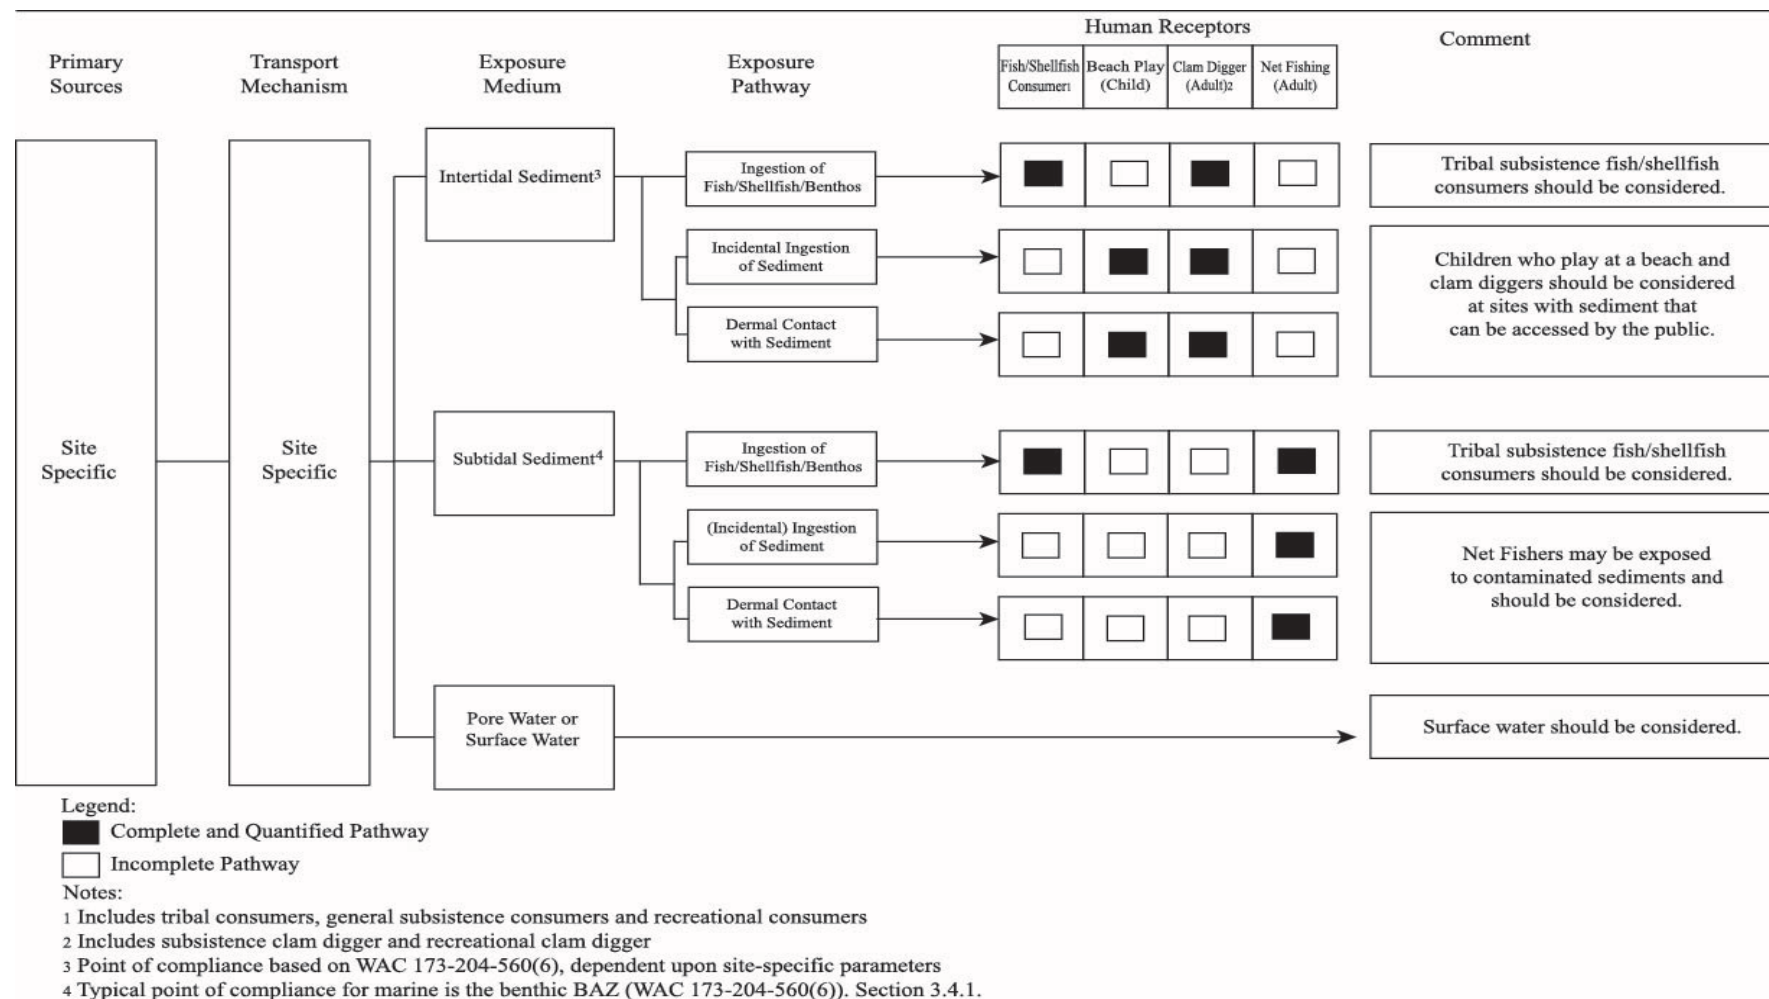 Human Receptors
Comment
Primary
Sources
Transport
Mechanism
Exposure
Medium
Exposure
Pathway
Fish/Shellfish
Consumer1
Beach Play
(Child)
Clam Digger
(Adult)2
Net Fishing
(Adult)
Site
Specific
Site
Specific
Intertidal Sediment3
Ingestion of
Fish/Shellfish/Benthos
Tribal subsistence fish/shellfish
consumers should be considered.
Incidental Ingestion
of Sediment
Dermal Contact
with Sediment
Children who play at a beach and
clam diggers should be considered
at sites with sediment that
can be accessed by the public.
Subtidal Sediment4
Ingestion of
Fish/Shellfish/Benthos
Tribal subsistence fish/shellfish
consumers should be considered.
(Incidental) Ingestion
of Sediment
Dermal Contact
with Sediment
Net Fishers may be exposed
to contaminated sediments and
should be considered.
Pore Water or
Surface Water
Surface water should be considered.
Legend:
Complete and Quantified Pathway
Incomplete Pathway
Notes:
1 Includes tribal consumers, general subsistence consumers and recreational consumers
2 Includes subsistence clam digger and recreational clam digger
3 Point of compliance based on WAC 173-204-560(6), dependent upon site-specific parameters
4 Typical point of compliance for marine is the benthic BAZ (WAC 173-204-560(6)). Section 3.4.1.